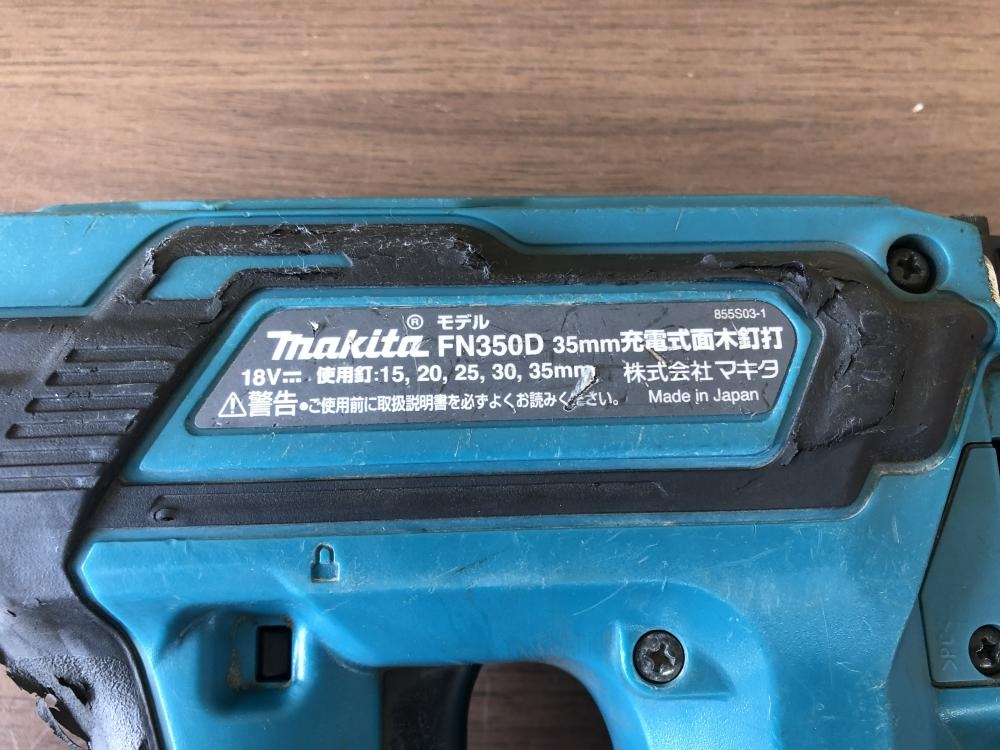 855S03-1
makita® モデル FN350D 35mm充電式面木釘打
18V⎓ 使用釘:15, 20, 25, 30, 35mm 株式会社マキタ
⚠警告●ご使用前に取扱説明書を必ずよくお読みください。 Made in Japan